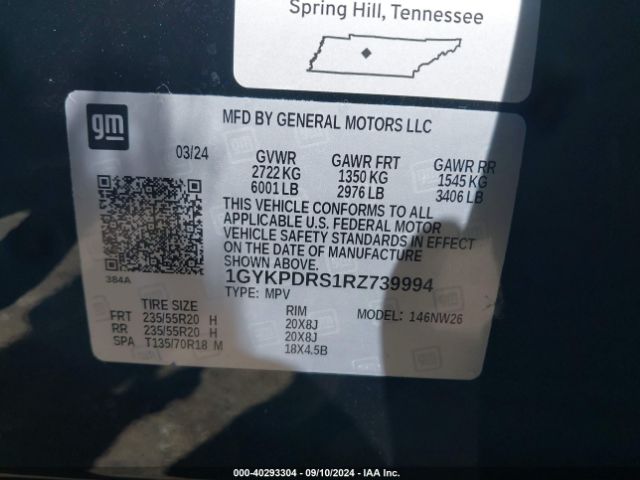 Spring Hill, Tennessee
gm
MFD BY GENERAL MOTORS LLC
03/24
GVWR GAWR FRT GAWR RR
2722 KG 1350 KG 1545 KG
6001 LB 2976 LB 3406 LB
THIS VEHICLE CONFORMS TO ALL
APPLICABLE U.S. FEDERAL MOTOR
VEHICLE SAFETY STANDARDS IN EFFECT
ON THE DATE OF MANUFACTURE
SHOWN ABOVE.
1GYKPDRS1RZ739994
384A
TYPE: MPV
TIRE SIZE RIM MODEL: 146NW26
FRT 235/55R20 H 20X8J
RR 235/55R20 H 20X8J
SPA T135/70R18 M 18X4.5B
000-40293304 - 09/10/2024 - IAA Inc.